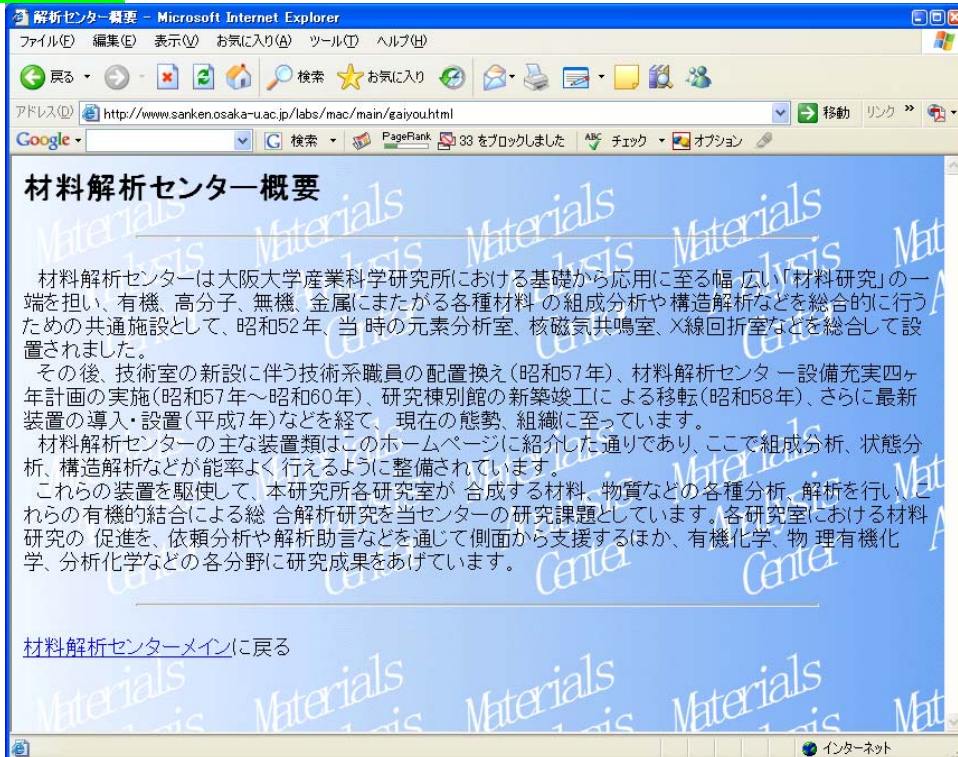 解析センター概要 - Microsoft Internet Explorer
ファイル(F) 編集(E) 表示(V) お気に入り(A) ツール(T) ヘルプ(H)
戻る 検索 お気に入り
アドレス(D) http://www.sanken.osaka-u.ac.jp/labs/mac/main/gaiyou.html 移動 リンク »
Google 検索 PageRank 33 をブロックしました ABC チェック オプション
材料解析センター概要
材料解析センターは大阪大学産業科学研究所における基礎から応用に至る幅 広い「材料研究」の一
端を担い、有機、高分子、無機、金属にまたがる各種材料 の組成分析や構造解析などを総合的に行う
ための共通施設として、昭和52年、当 時の元素分析室、核磁気共鳴室、X線回折室などを総合して設
置されました。
その後、技術室の新設に伴う技術系職員の配置換え(昭和57年)、材料解析センタ ー設備充実四ヶ
年計画の実施(昭和57年～昭和60年)、研究棟別館の新築竣工に よる移転(昭和58年)、さらに最新
装置の導入・設置(平成7年)などを経て、 現在の態勢、組織に至っています。
材料解析センターの主な装置類はこのホームページに紹介した通りであり、ここで組成分析、状態分
析、構造解析などが能率よく行えるように整備されています。
これらの装置を駆使して、本研究所各研究室が 合成する材料、物質などの各種分析、解析を行い、こ
れらの有機的結合による総 合解析研究を当センターの研究課題としています。各研究室における材料
研究の 促進を、依頼分析や解析助言などを通じて側面から支援するほか、有機化学、物 理有機化
学、分析化学などの各分野に研究成果をあげています。
材料解析センターメインに戻る
Materials Materials Materials Mat
インターネット